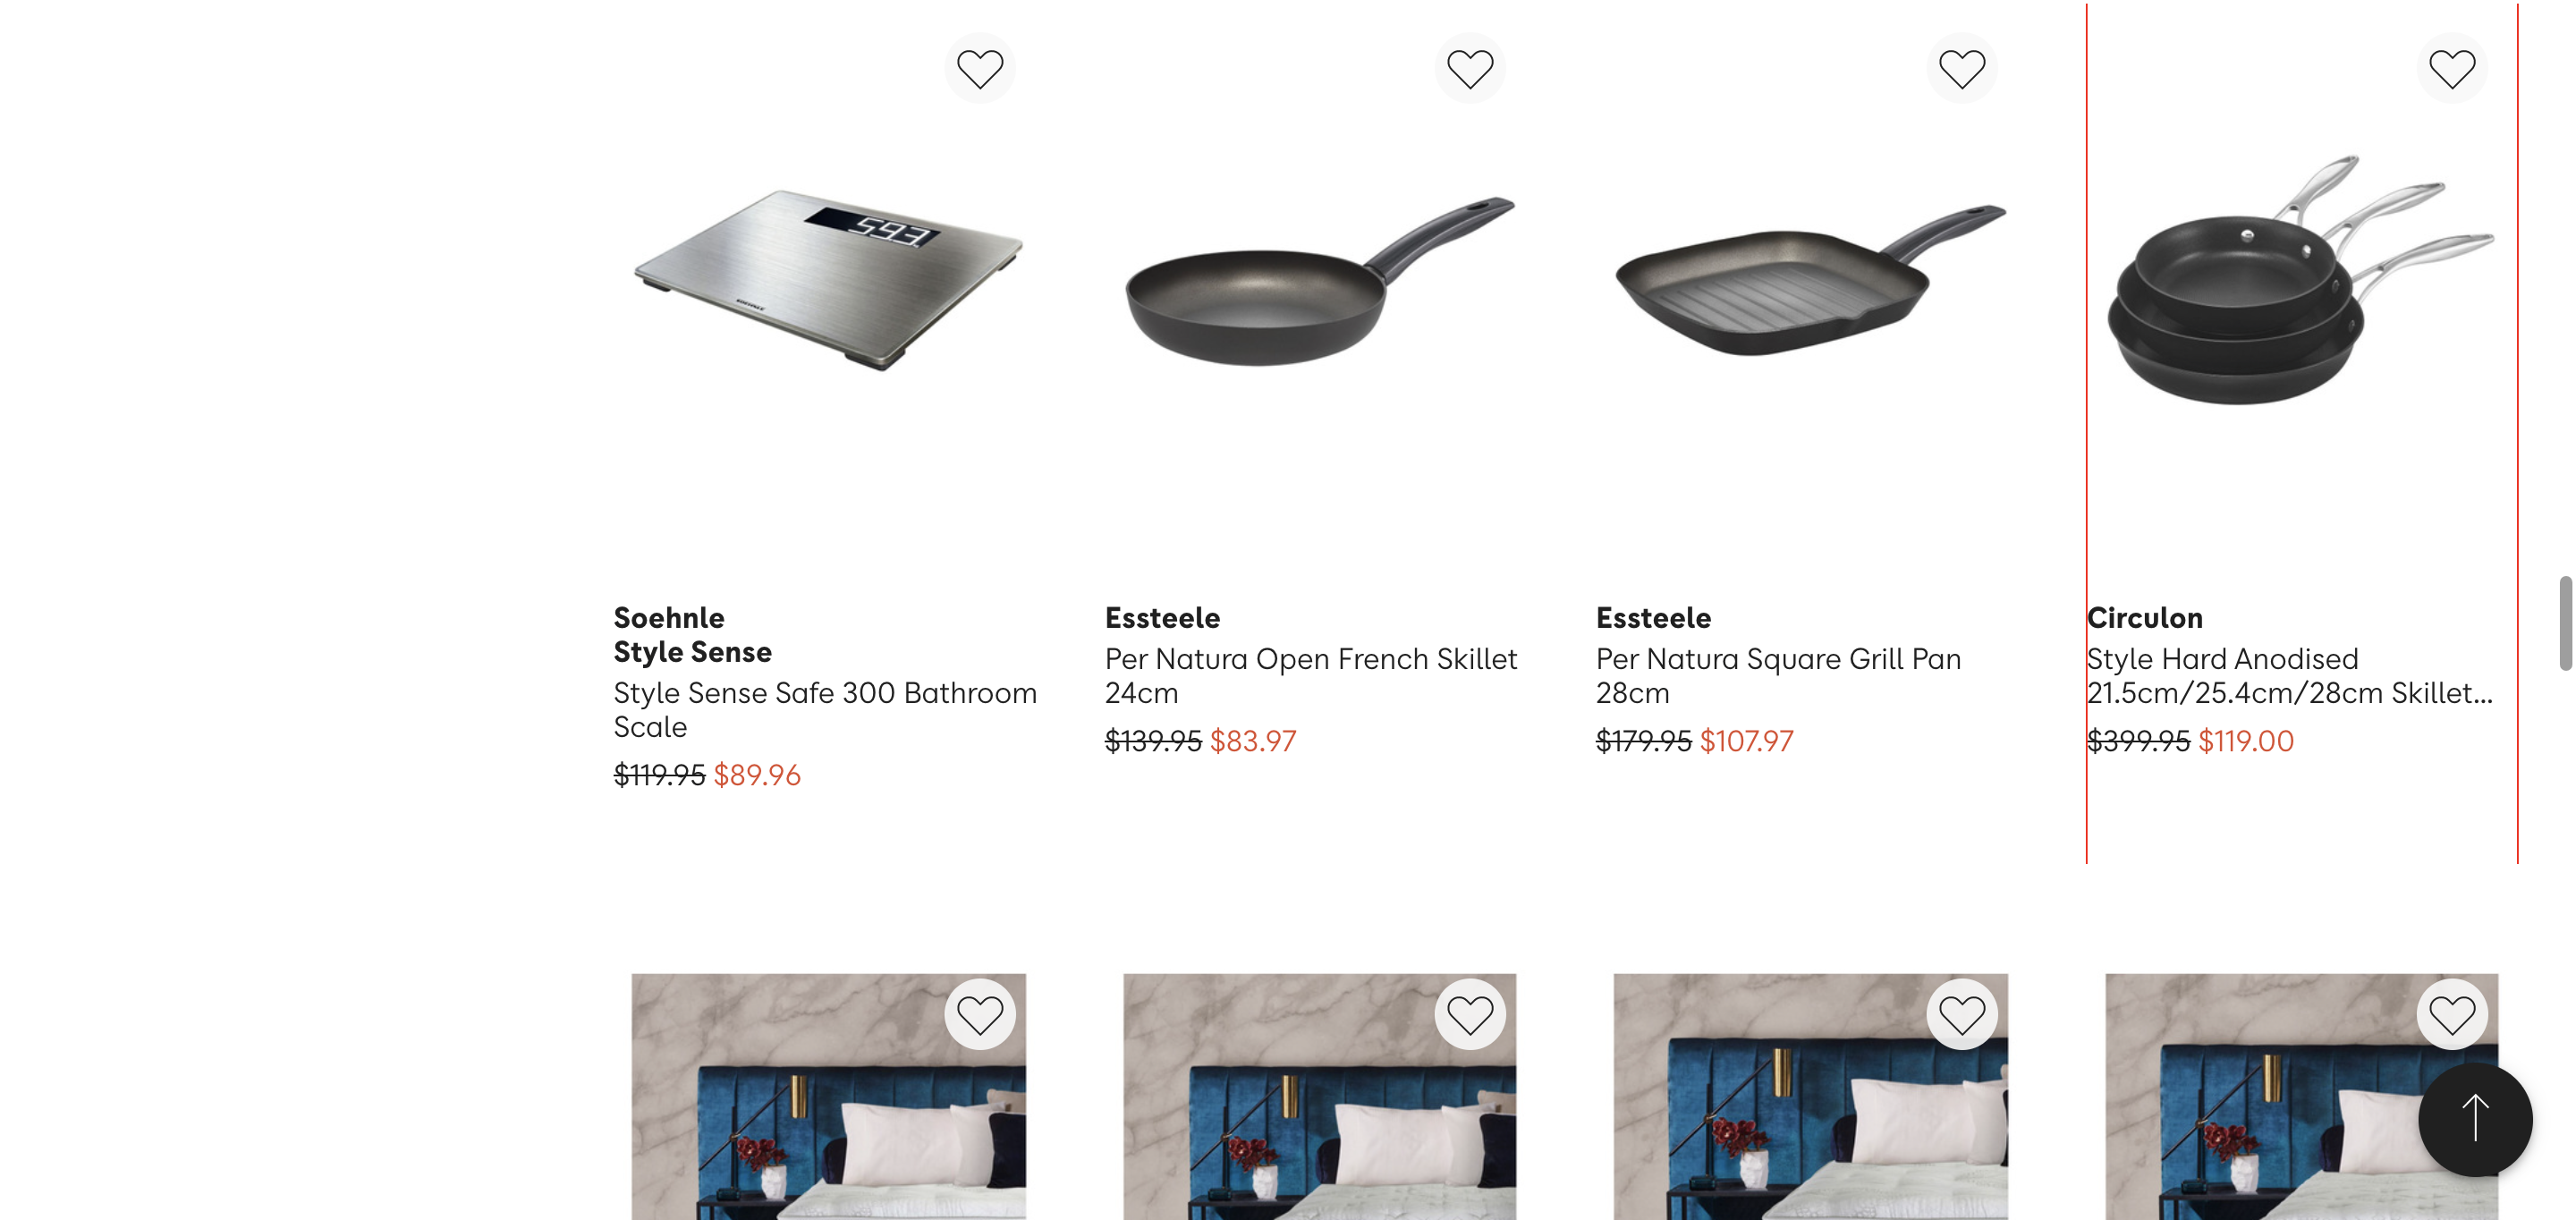 593
SOEHNLE
Soehnle
Style Sense
Style Sense Safe 300 Bathroom
Scale
$119.95 $89.96
Essteele
Per Natura Open French Skillet
24cm
$139.95 $83.97
Essteele
Per Natura Square Grill Pan
28cm
$179.95 $107.97
Circulon
Style Hard Anodised
21.5cm/25.4cm/28cm Skillet...
$399.95 $119.00